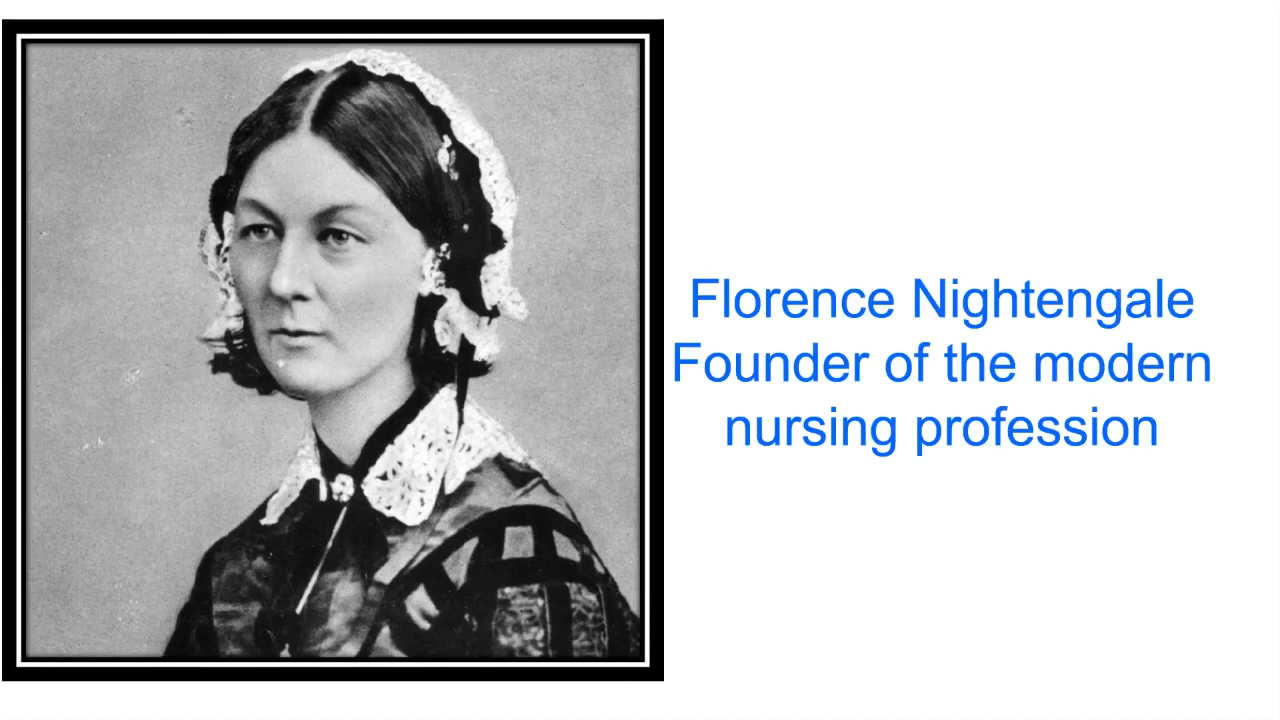 Florence Nightengale
Founder of the modern
nursing profession